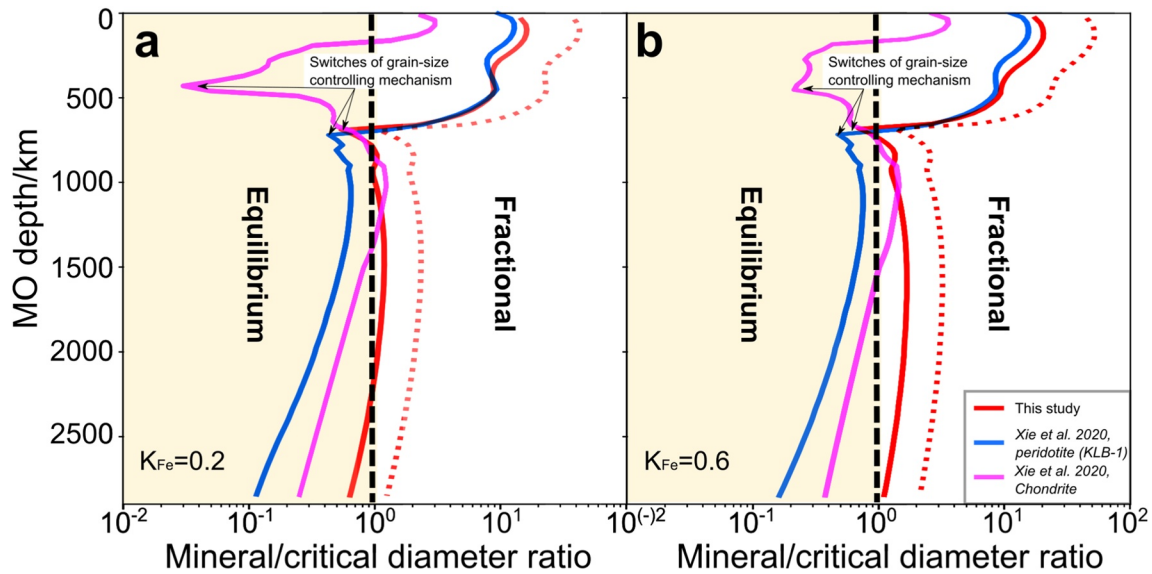 a
b
0
500
1000
1500
2000
2500
MO depth/km
Switches of grain-size
controlling mechanism
Switches of grain-size
controlling mechanism
Equilibrium
Fractional
Equilibrium
Fractional
KFe=0.2
KFe=0.6
This study
Xie et al. 2020,
peridotite (KLB-1)
Xie et al. 2020,
Chondrite
10-2 10-1 100 101 10(-)2 10-1 100 101 102
Mineral/critical diameter ratio Mineral/critical diameter ratio